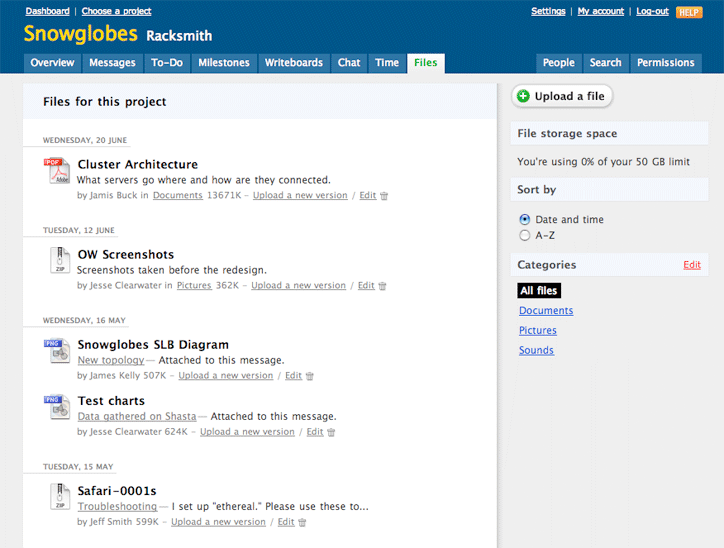 Dashboard | Choose a project
Settings | My account | Log-out HELP
Snowglobes Racksmith
Overview Messages To-Do Milestones Writeboards Chat Time Files
People Search Permissions
Files for this project
WEDNESDAY, 20 JUNE
PDF
Adobe
Cluster Architecture
What servers go where and how are they connected.
by Jamis Buck in Documents 13671K – Upload a new version / Edit
TUESDAY, 12 JUNE
ZIP
OW Screenshots
Screenshots taken before the redesign.
by Jesse Clearwater in Pictures 362K – Upload a new version / Edit
WEDNESDAY, 16 MAY
PNG
Snowglobes SLB Diagram
New topology — Attached to this message.
by James Kelly 507K – Upload a new version / Edit
PNG
Test charts
Data gathered on Shasta — Attached to this message.
by Jesse Clearwater 624K – Upload a new version / Edit
TUESDAY, 15 MAY
ZIP
Safari-0001s
Troubleshooting — I set up "ethereal." Please use these to...
by Jeff Smith 599K – Upload a new version / Edit
Upload a file
File storage space
You're using 0% of your 50 GB limit
Sort by
Date and time
A-Z
Categories Edit
All files
Documents
Pictures
Sounds